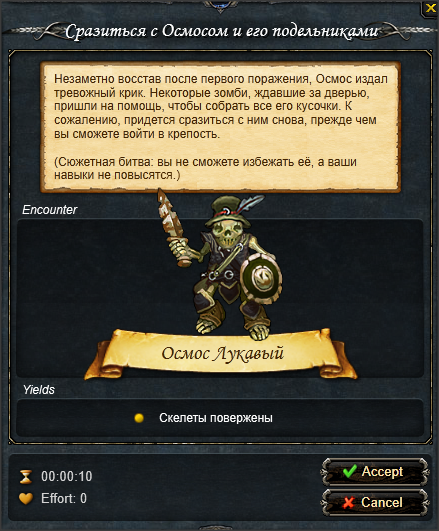 Сразиться с Осмосом и его подельниками
Незаметно восстав после первого поражения, Осмос издал
тревожный крик. Некоторые зомби, ждавшие за дверью,
пришли на помощь, чтобы собрать все его кусочки. К
сожалению, придется сразиться с ним снова, прежде чем
вы сможете войти в крепость.
(Сюжетная битва: вы не сможете избежать её, а ваши
навыки не повысятся.)
Encounter
Осмос Лукавый
Yields
Скелеты повержены
00:00:10
Accept
Effort: 0
Cancel